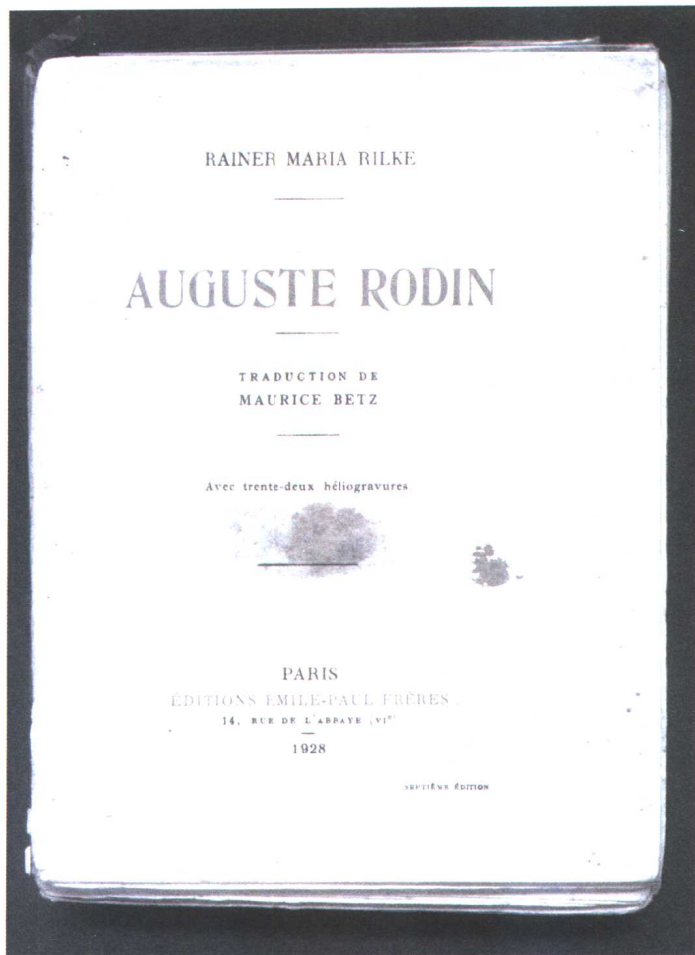 RAINER MARIA RILKE
AUGUSTE RODIN
TRADUCTION DE
MAURICE BETZ
Avec trente-deux héliogravures
PARIS
ÉDITIONS ÉMILE-PAUL FRÈRES
14, RUE DE L'ABBAYE (VIe)
1928
SEPTIÈME ÉDITION